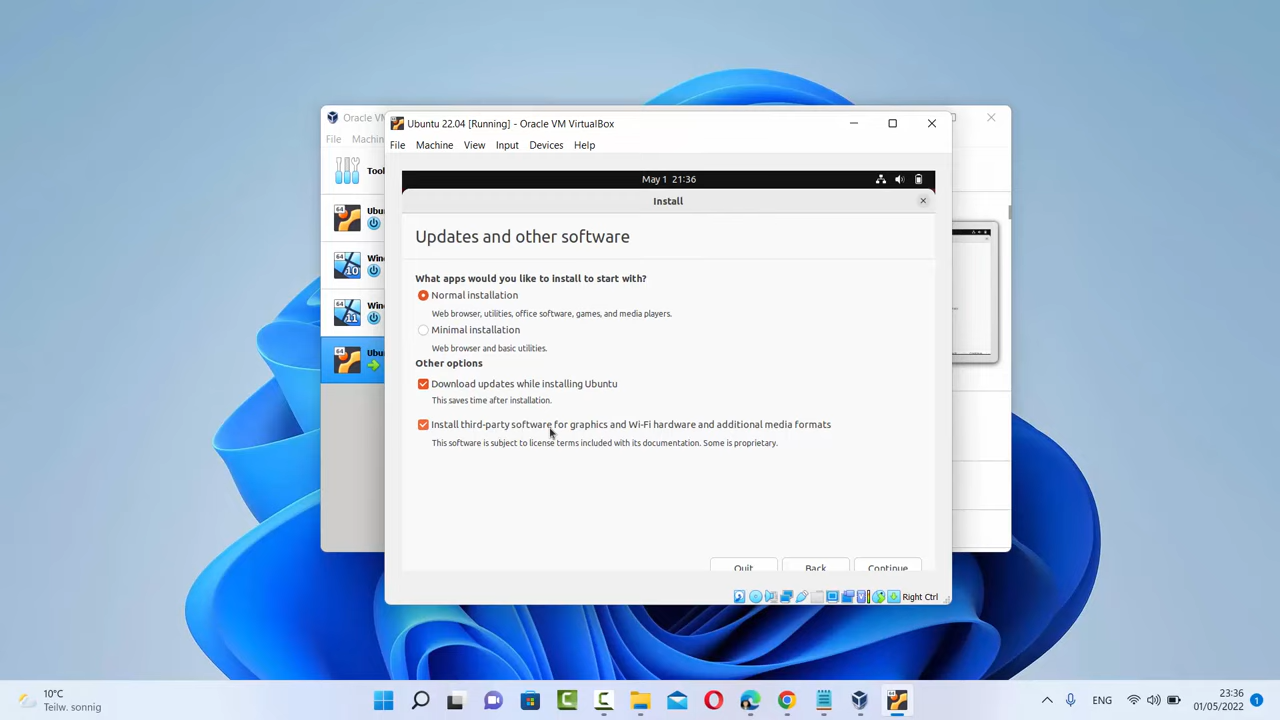 Oracle VM
File Machin
Tool
64
Ubu
64
10
Win
64
11
Win
64
Ubu
Ubuntu 22.04 [Running] - Oracle VM VirtualBox
File Machine View Input Devices Help
May 1 21:36
Install
Updates and other software
What apps would you like to install to start with?
Normal installation
Web browser, utilities, office software, games, and media players.
Minimal installation
Web browser and basic utilities.
Other options
Download updates while installing Ubuntu
This saves time after installation.
Install third-party software for graphics and Wi-Fi hardware and additional media formats
This software is subject to license terms included with its documentation. Some is proprietary.
Quit Back Continue
Right Ctrl
10°C
Teilw. sonnig
ENG
23:36
01/05/2022
1